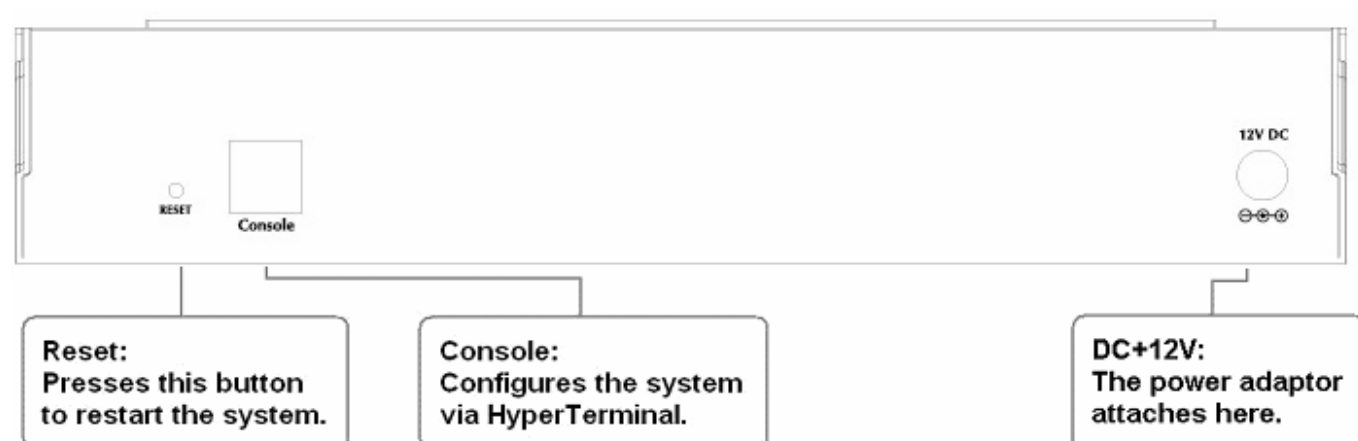 12V DC
RESET
Console
Reset:
Presses this button
to restart the system.
Console:
Configures the system
via HyperTerminal.
DC+12V:
The power adaptor
attaches here.